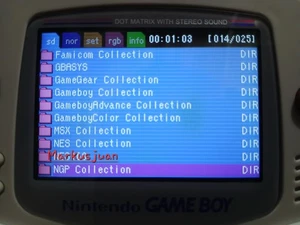 DOT MATRIX WITH STEREO SOUND
sd nor set rgb info 00:01:03 [014/025]
Famicom Collection DIR
GBASYS DIR
GameGear Collection DIR
Gameboy Collection DIR
GameboyAdvance Collection DIR
GameboyColor Collection DIR
MSX Collection DIR
NES Collection DIR
Markus juan DIR
NGP Collection DIR
Nintendo GAME BOY